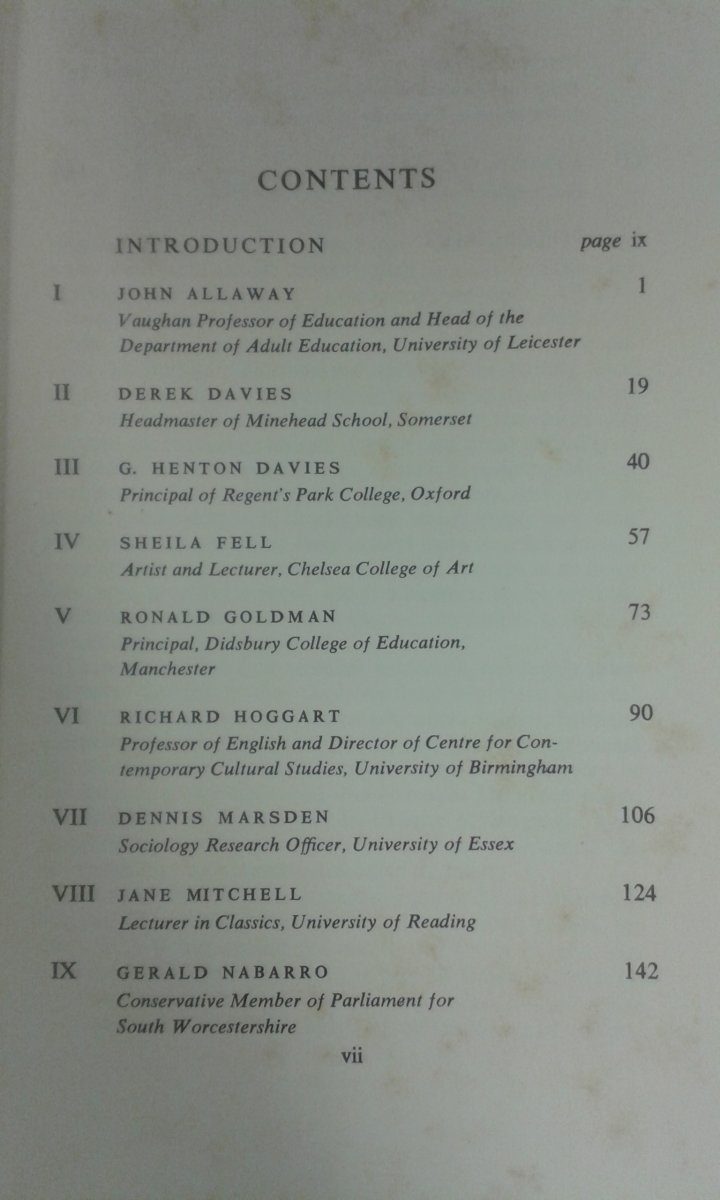 CONTENTS
INTRODUCTION page ix
I JOHN ALLAWAY 1
Vaughan Professor of Education and Head of the
Department of Adult Education, University of Leicester
II DEREK DAVIES 19
Headmaster of Minehead School, Somerset
III G. HENTON DAVIES 40
Principal of Regent's Park College, Oxford
IV SHEILA FELL 57
Artist and Lecturer, Chelsea College of Art
V RONALD GOLDMAN 73
Principal, Didsbury College of Education,
Manchester
VI RICHARD HOGGART 90
Professor of English and Director of Centre for Con-
temporary Cultural Studies, University of Birmingham
VII DENNIS MARSDEN 106
Sociology Research Officer, University of Essex
VIII JANE MITCHELL 124
Lecturer in Classics, University of Reading
IX GERALD NABARRO 142
Conservative Member of Parliament for
South Worcestershire
vii